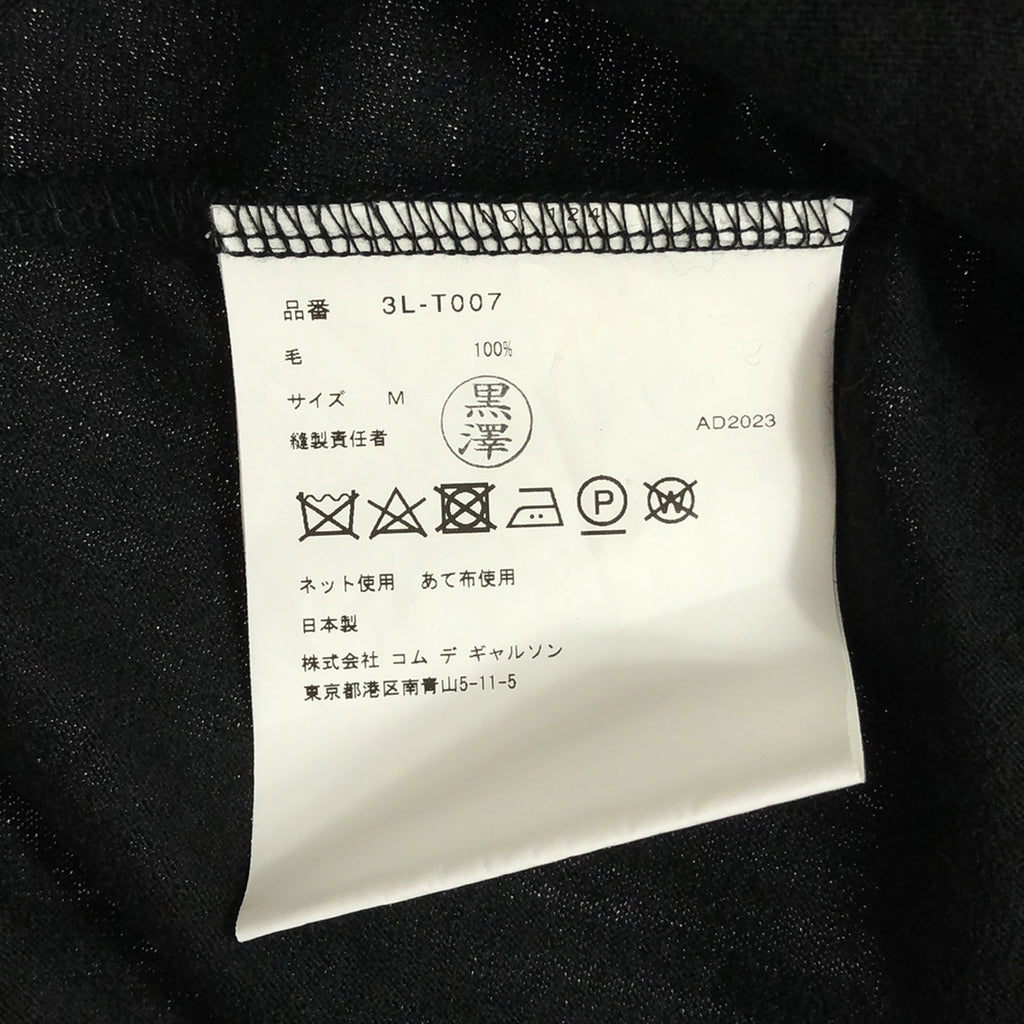 品番 3L-T007
毛 100%
サイズ M
黒澤
縫製責任者
AD2023
P
W
ネット使用 あて布使用
日本製
株式会社 コム デ ギャルソン
東京都港区南青山5-11-5